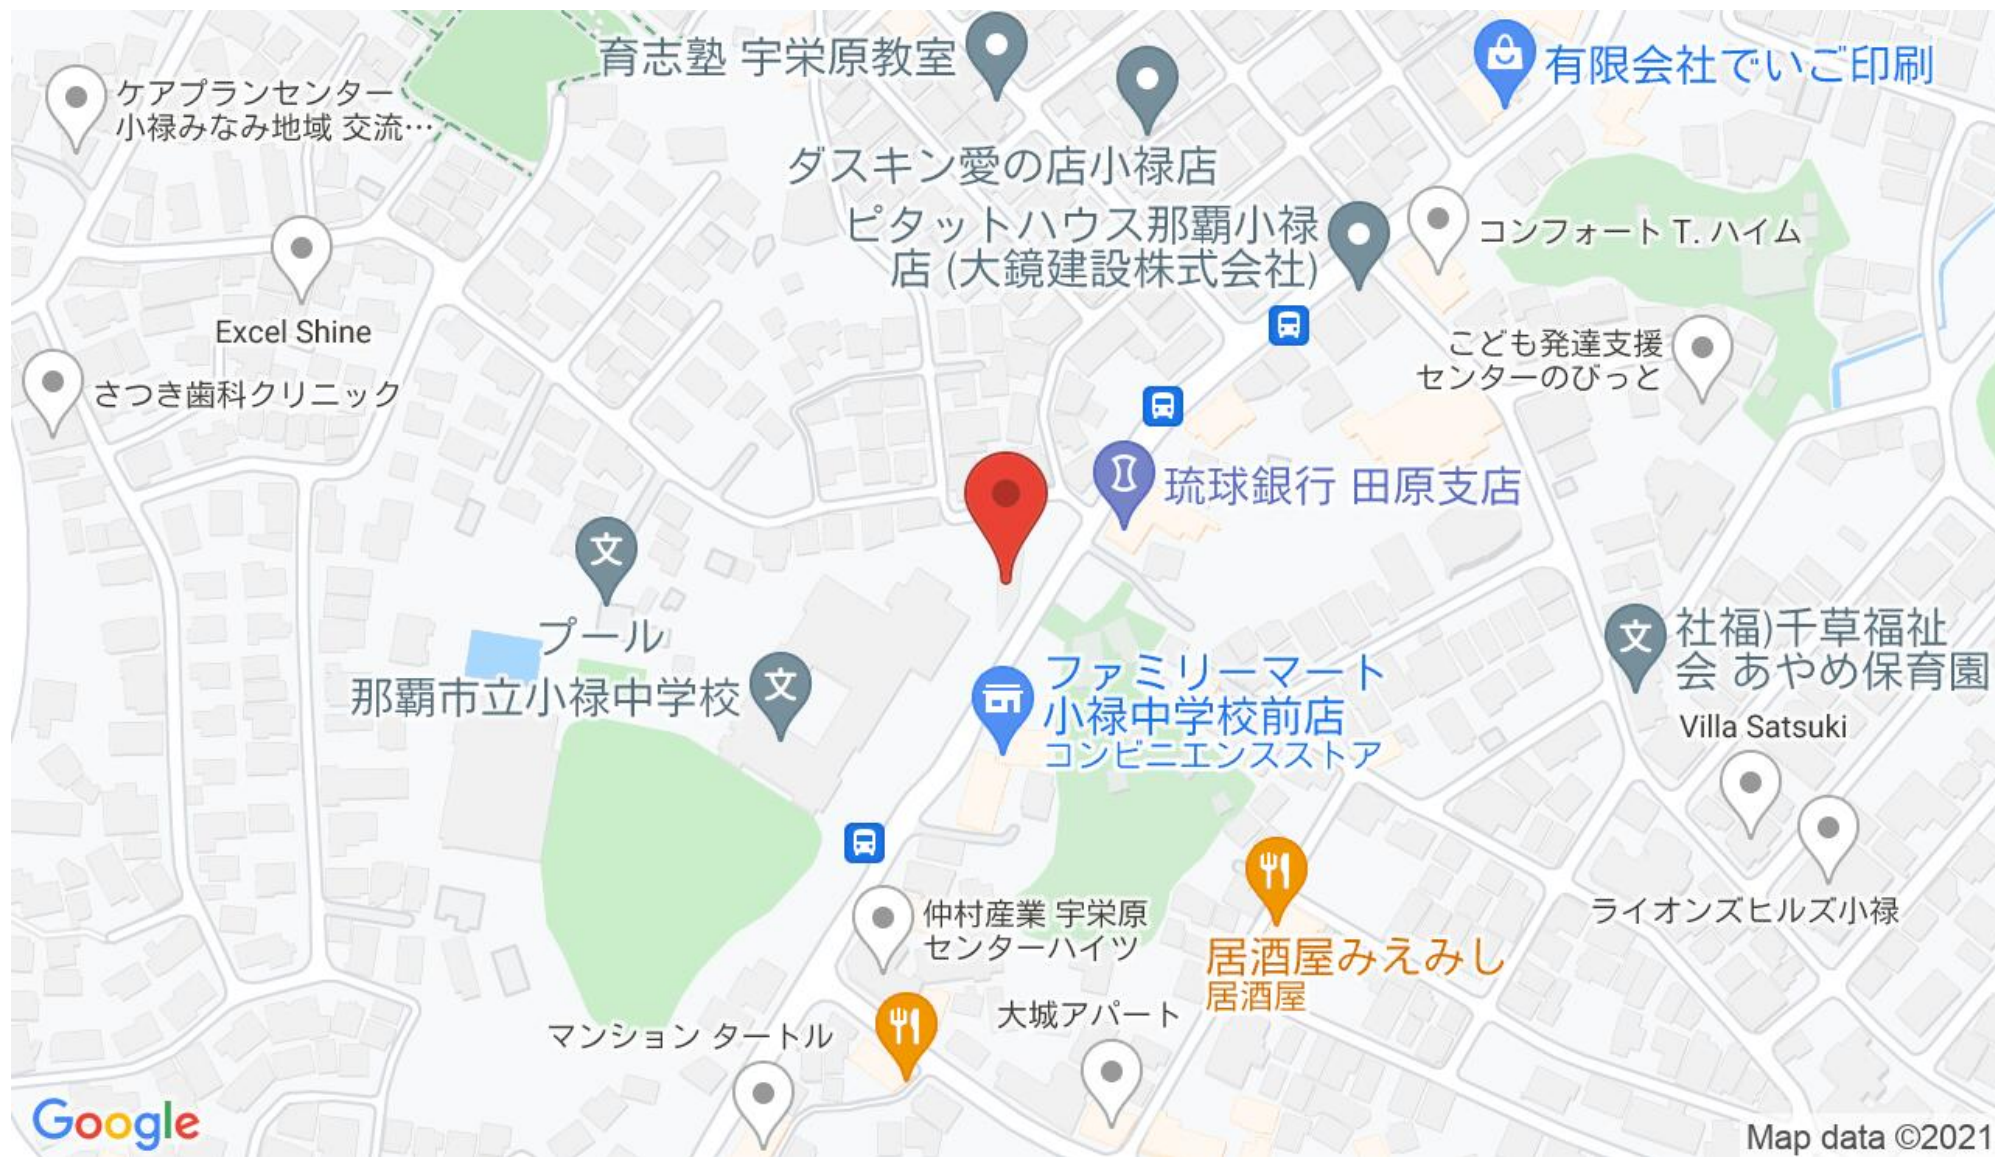 育志塾 宇栄原教室
有限会社でいご印刷
ケアプランセンター
小禄みなみ地域 交流…
ダスキン愛の店小禄店
ピタットハウス那覇小禄
店 (大鏡建設株式会社)
コンフォート T. ハイム
Excel Shine
こども発達支援
センターのびっと
さつき歯科クリニック
琉球銀行 田原支店
文
プール
文
那覇市立小禄中学校
ファミリーマート
小禄中学校前店
コンビニエンスストア
文
社福)千草福祉
会 あやめ保育園
Villa Satsuki
ライオンズヒルズ小禄
仲村産業 宇栄原
センターハイツ
居酒屋みえみし
居酒屋
大城アパート
マンション タートル
Google
Map data ©2021